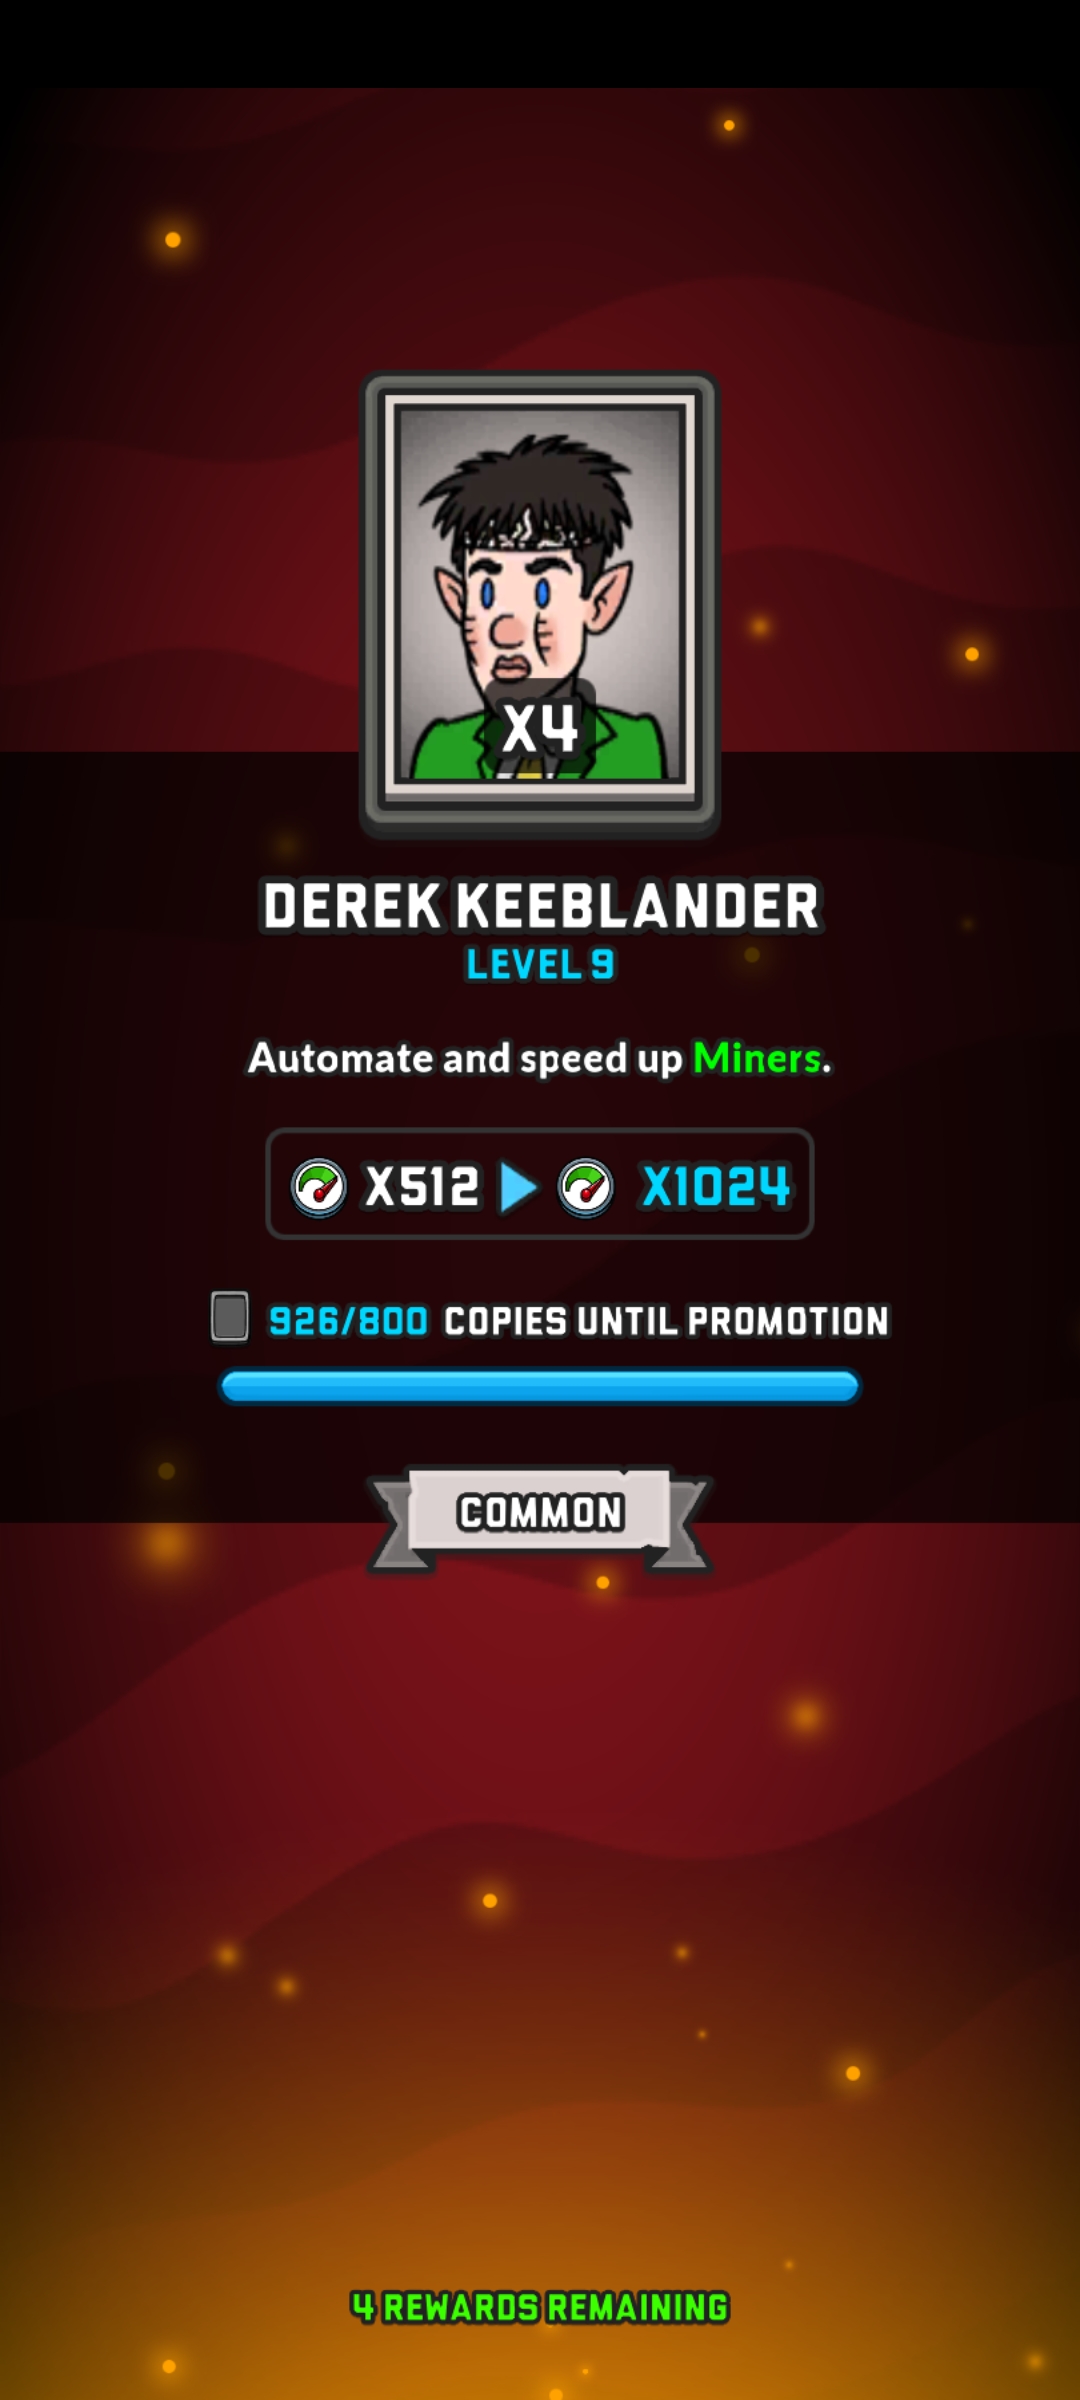 X4
DEREK KEEBLANDER
LEVEL 9
Automate and speed up Miners.
X512 X1024
926/800 COPIES UNTIL PROMOTION
COMMON
4 REWARDS REMAINING